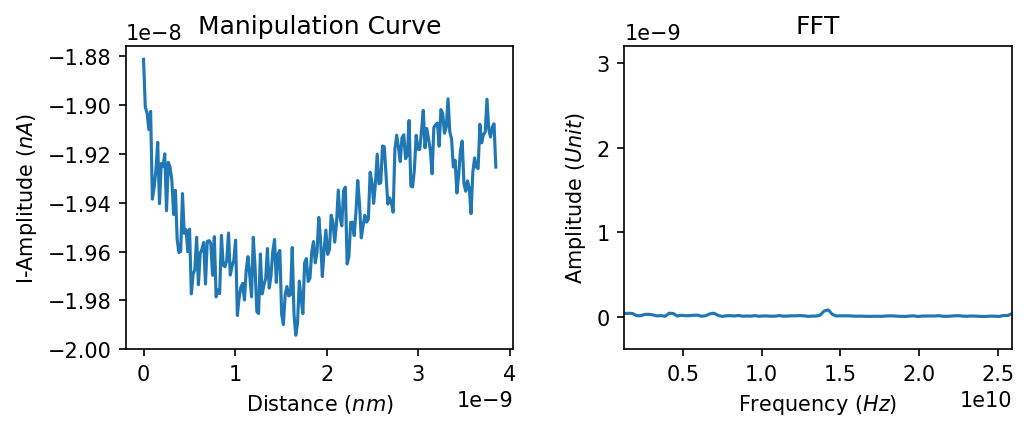 Manipulation Curve
1e−8
−1.88
−1.90
−1.92
−1.94
−1.96
−1.98
−2.00
I-Amplitude (nA)
0
1
2
3
4
1e−9
Distance (nm)
FFT
1e−9
3
2
1
0
Amplitude (Unit)
0.5
1.0
1.5
2.0
2.5
1e10
Frequency (Hz)